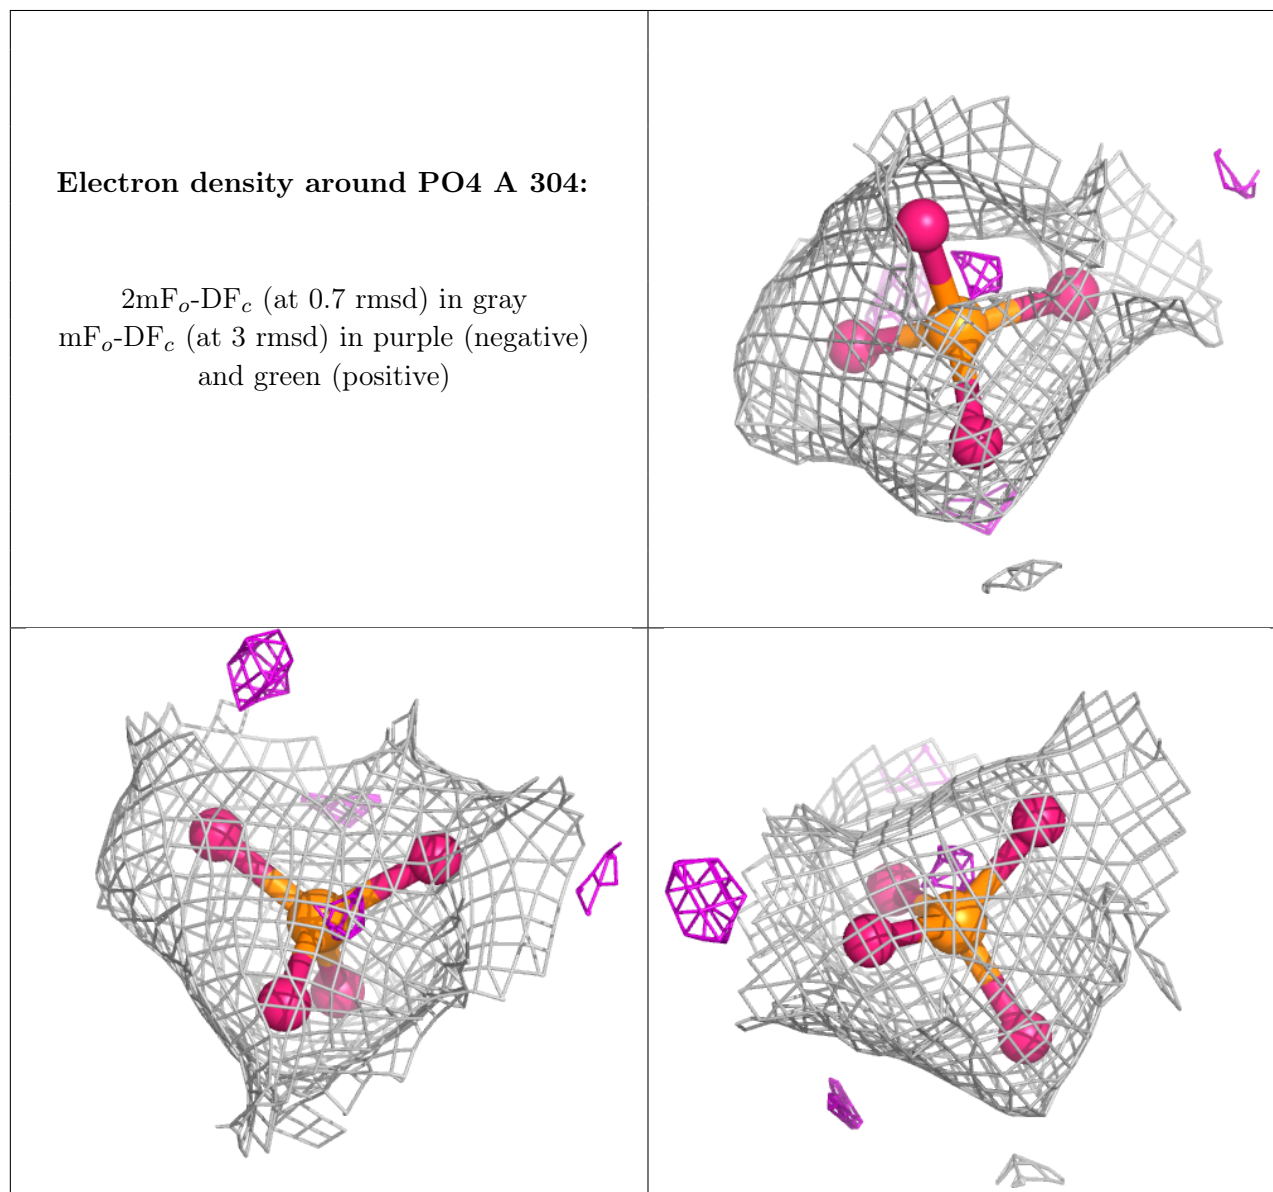 Electron density around PO4 A 304:
2mFₒ-DF𝒸 (at 0.7 rmsd) in gray
mFₒ-DF𝒸 (at 3 rmsd) in purple (negative)
and green (positive)